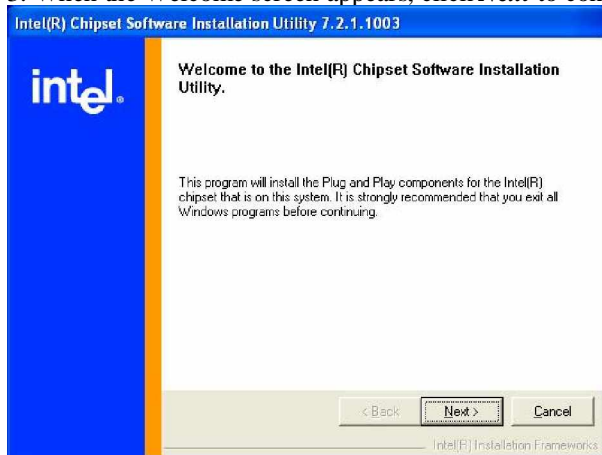 Intel(R) Chipset Software Installation Utility 7.2.1.1003
intel.
Welcome to the Intel(R) Chipset Software Installation
Utility.
This program will install the Plug and Play components for the Intel(R)
chipset that is on this system. It is strongly recommended that you exit all
Windows programs before continuing.
< Back
Next >
Cancel
Intel(R) Installation Frameworks